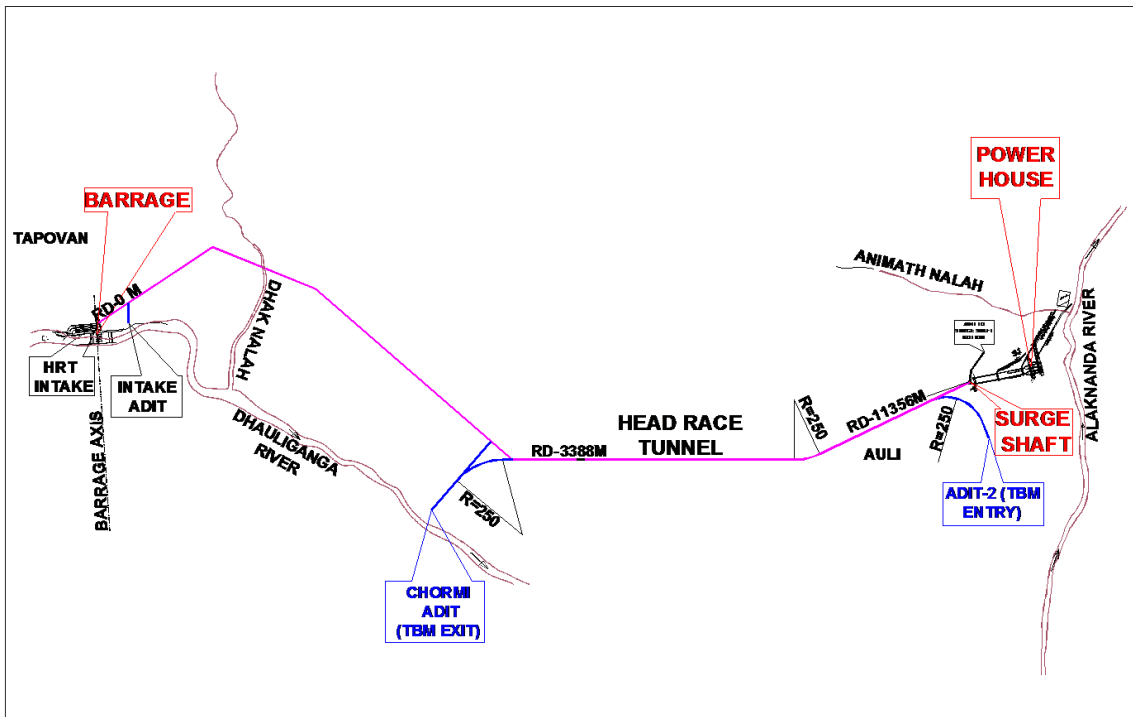 POWER
HOUSE
BARRAGE
TAPOVAN
ANIMATH NALAH
RD-0 M
DHAK NALAH
ALAKNANDA RIVER
HRT
INTAKE
INTAKE
ADIT
BARRAGE AXIS
DHAULIGANGA
RIVER
HEAD RACE
TUNNEL
RD-3388M
R=250
R=250
RD-11356M
AULI
R=250
SURGE
SHAFT
ADIT-2 (TBM
ENTRY)
CHORMI
ADIT
(TBM EXIT)